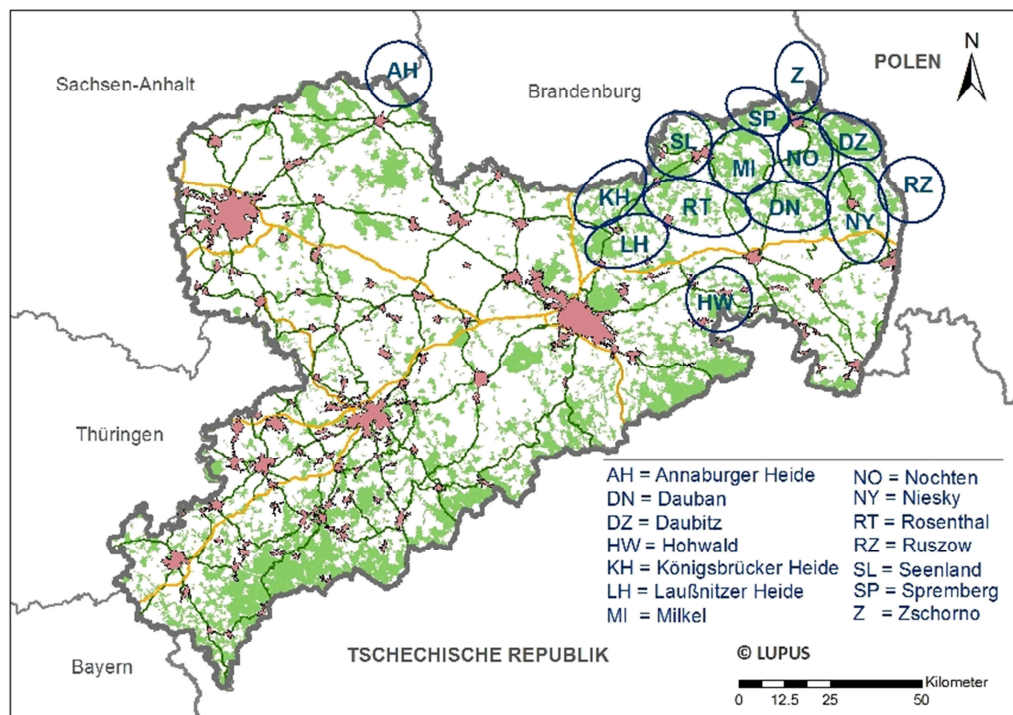 AH
Z
POLEN
N
Sachsen-Anhalt
Brandenburg
SP
SL
DZ
NO
MI
RZ
KH
RT
DN
NY
LH
HW
Thüringen
AH = Annaburger Heide
DN = Dauban
DZ = Daubitz
HW = Hohwald
KH = Königsbrücker Heide
LH = Laußnitzer Heide
MI = Milkel
NO = Nochten
NY = Niesky
RT = Rosenthal
RZ = Ruszow
SL = Seenland
SP = Spremberg
Z = Zschorno
Bayern
TSCHECHISCHE REPUBLIK
© LUPUS
Kilometer
0 12.5 25 50